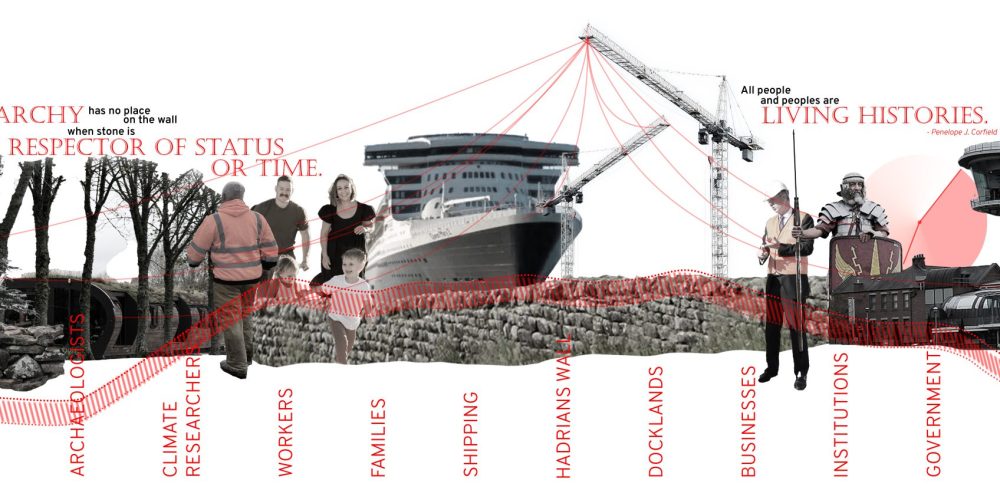 ARCHY has no place
on the wall
when stone is
RESPECTOR OF STATUS
OR TIME.
All people
and peoples are
LIVING HISTORIES.
- Penelope J. Corfield
ARCHAEOLOGISTS
CLIMATE
RESEARCHERS
WORKERS
FAMILIES
SHIPPING
HADRIANS WALL
DOCKLANDS
BUSINESSES
INSTITUTIONS
GOVERNMENT